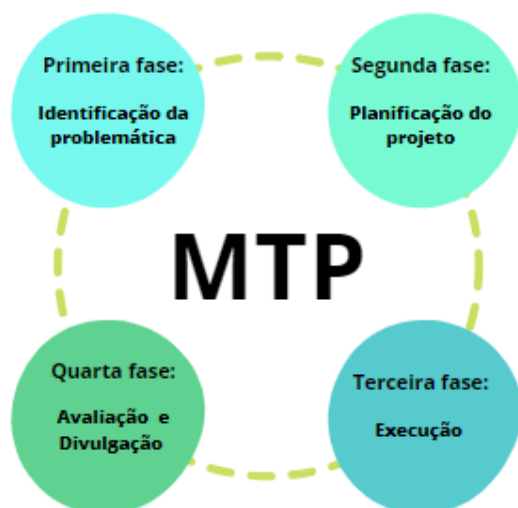 Primeira fase:
Identificação da
problemática
Segunda fase:
Planificação do
projeto
MTP
Quarta fase:
Avaliação e
Divulgação
Terceira fase:
Execução